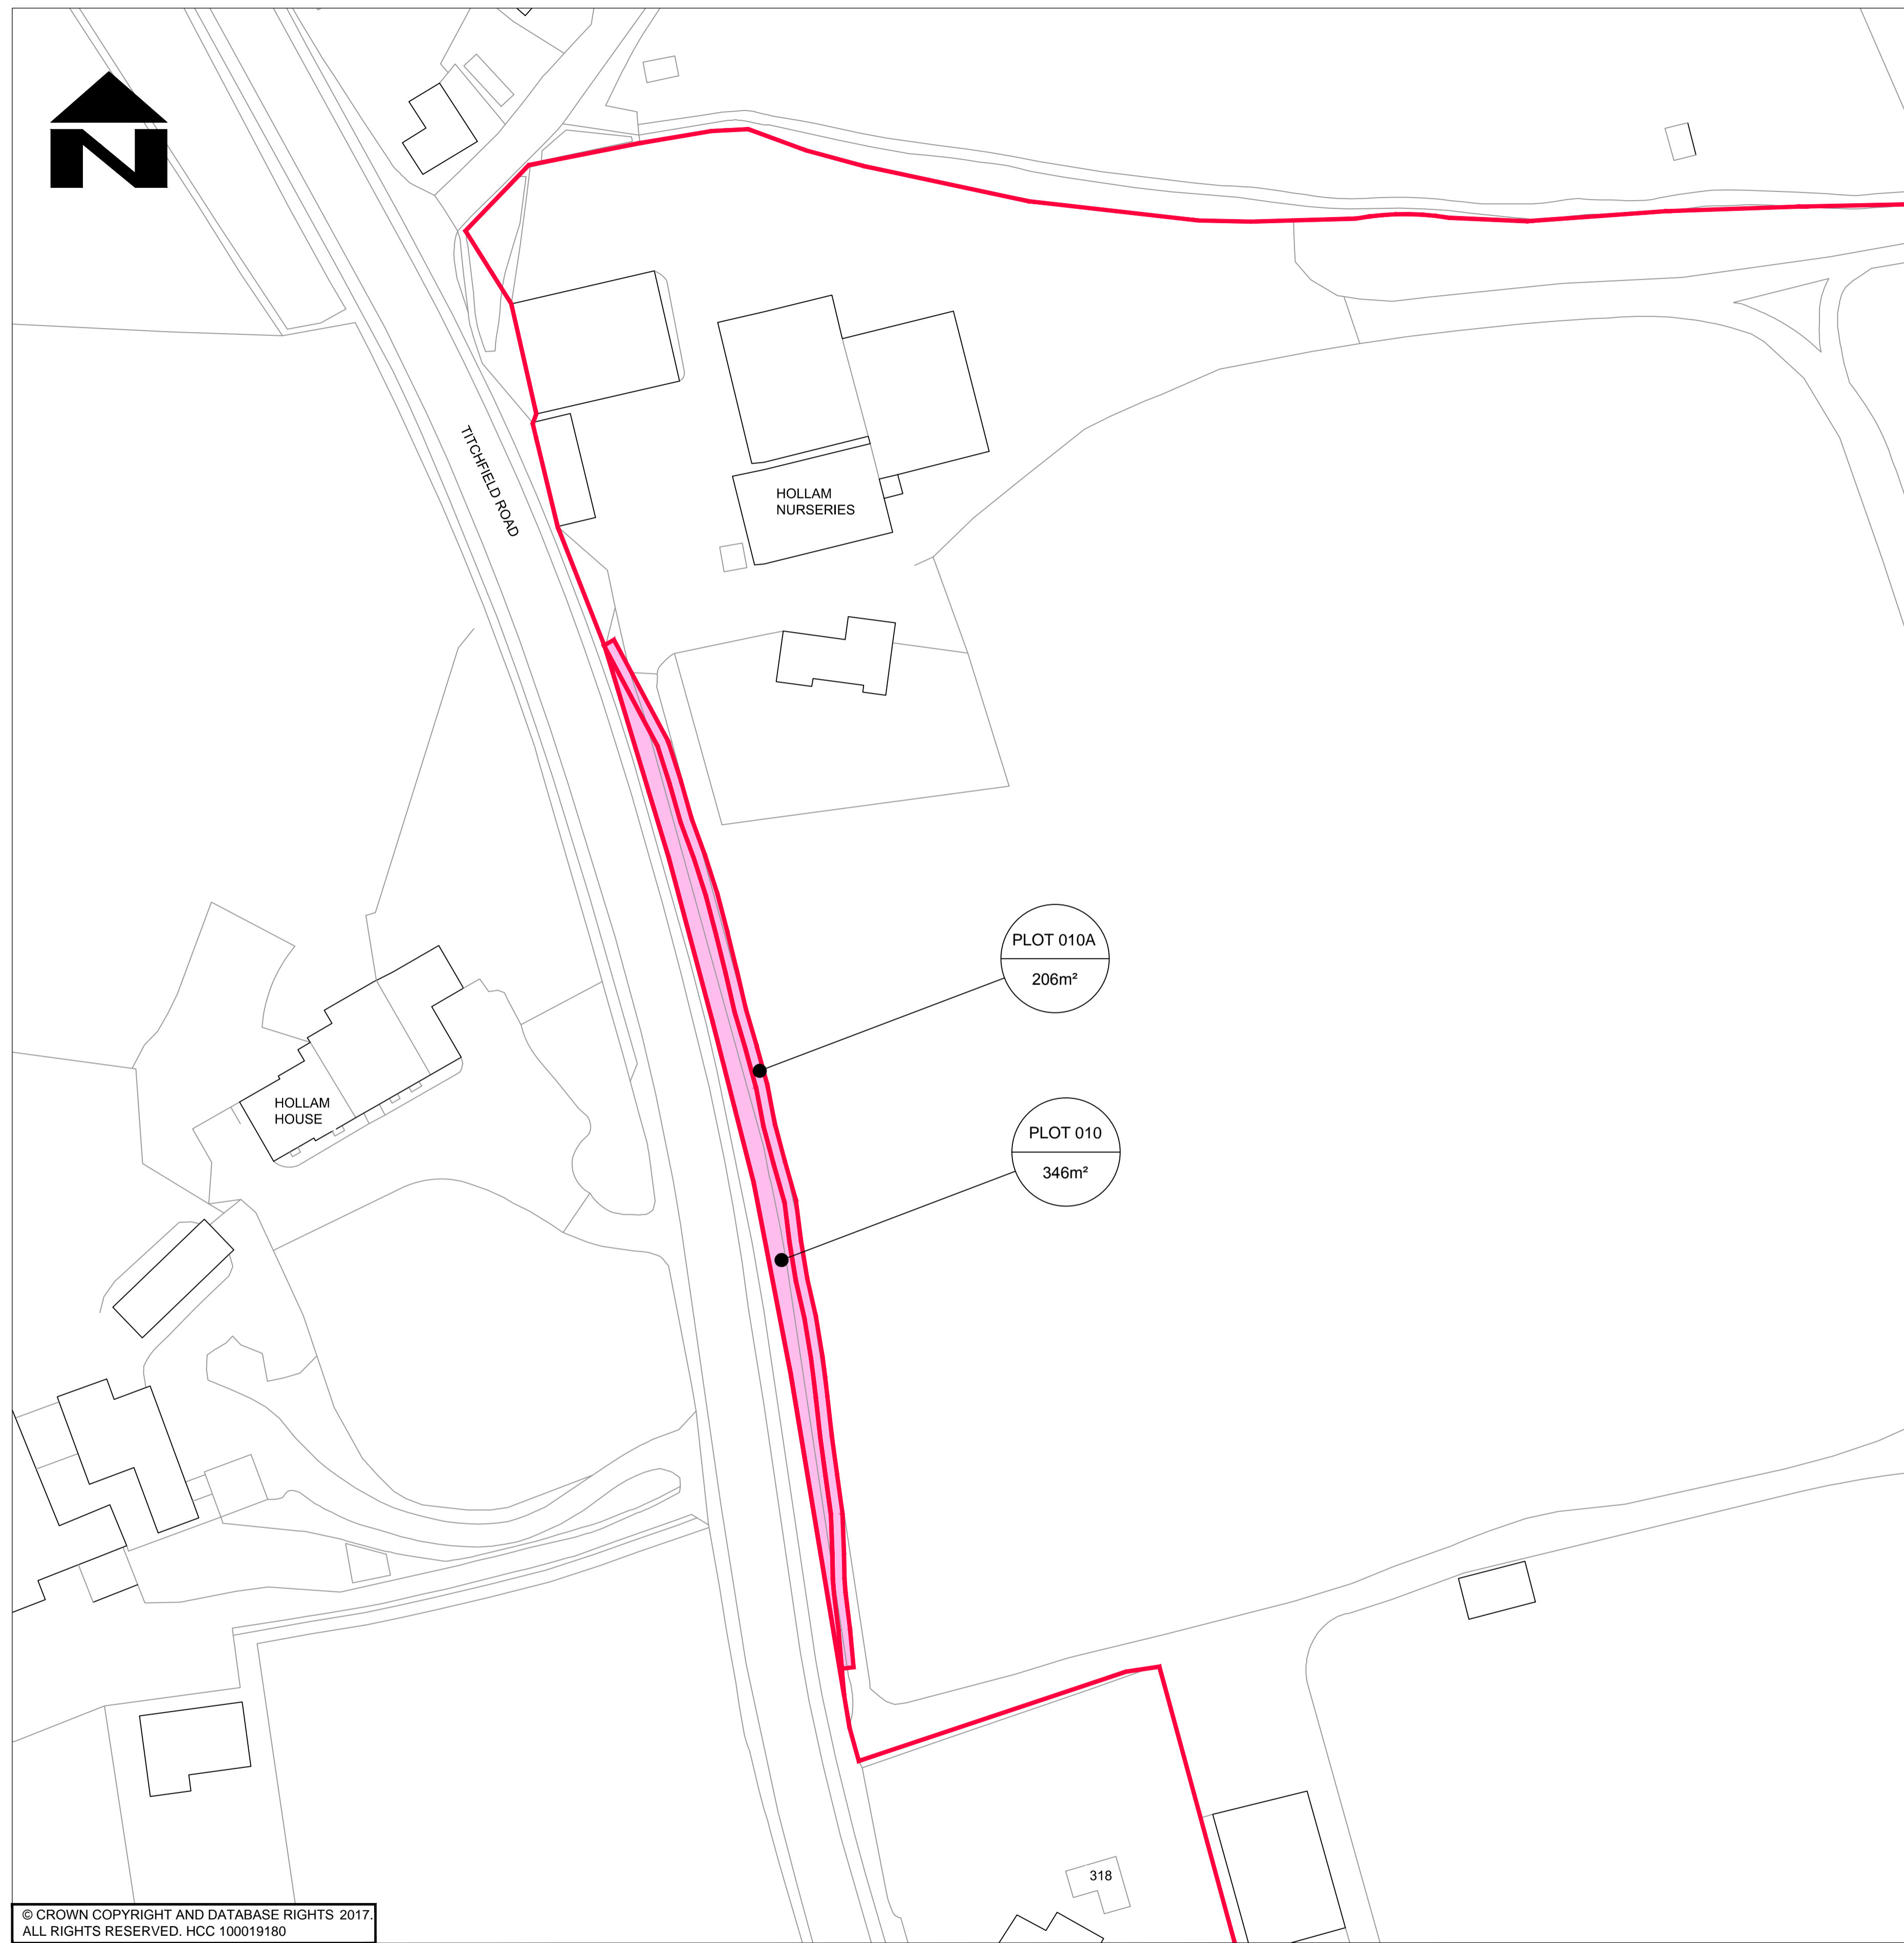 N
TITCHFIELD ROAD
HOLLAM
NURSERIES
PLOT 010A
206m²
PLOT 010
346m²
HOLLAM
HOUSE
318
© CROWN COPYRIGHT AND DATABASE RIGHTS 2017.
ALL RIGHTS RESERVED. HCC 100019180